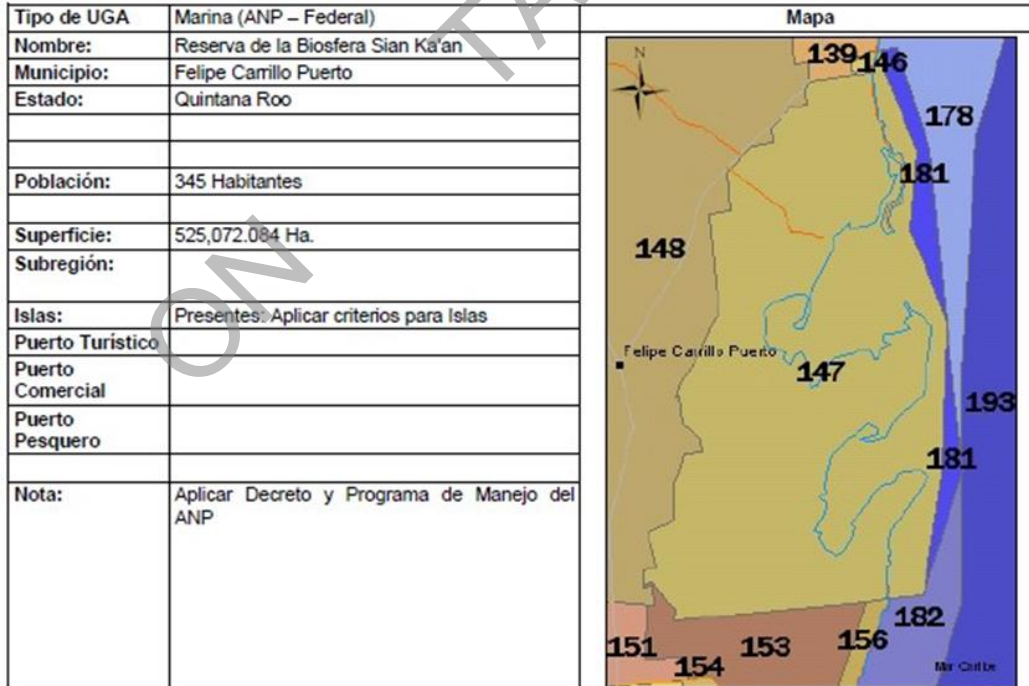 Tipo de UGA Marina (ANP – Federal) Mapa
Nombre: Reserva de la Biosfera Sian Ka'an
Municipio: Felipe Carrillo Puerto
Estado: Quintana Roo
Población: 345 Habitantes
Superficie: 525,072.084 Ha.
Subregión:
Islas: Presentes: Aplicar criterios para Islas
Puerto Turístico
Puerto
Comercial
Puerto
Pesquero
Nota: Aplicar Decreto y Programa de Manejo del
ANP
N
139
146
178
181
148
Felipe Carrillo Puerto
147
193
181
182
151
153
156
154
Mar Caribe
ON
TA